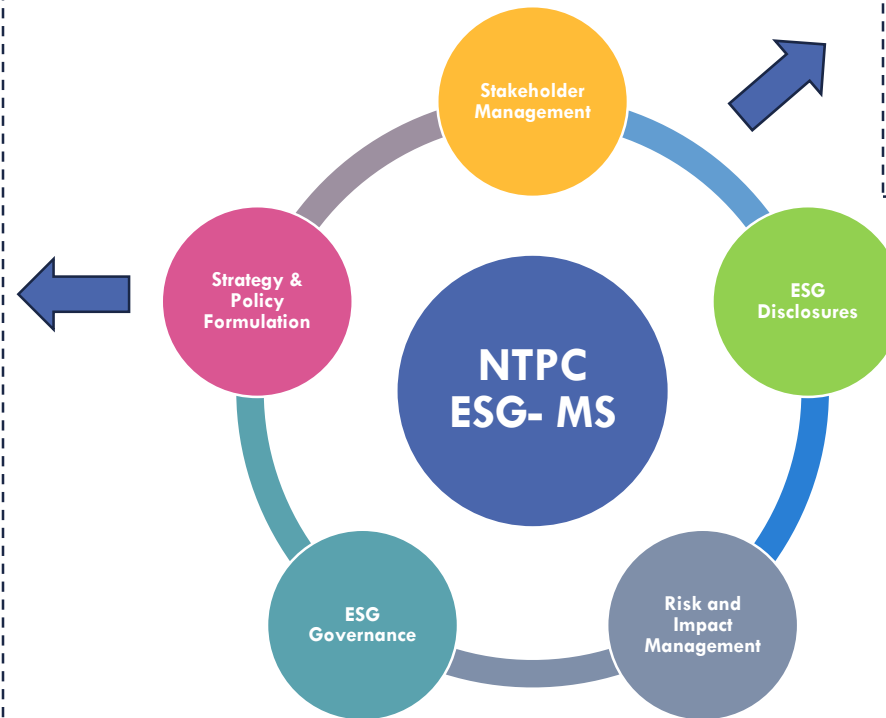 Stakeholder
Management
Strategy &
Policy
Formulation
ESG
Disclosures
NTPC
ESG- MS
ESG
Governance
Risk and
Impact
Management